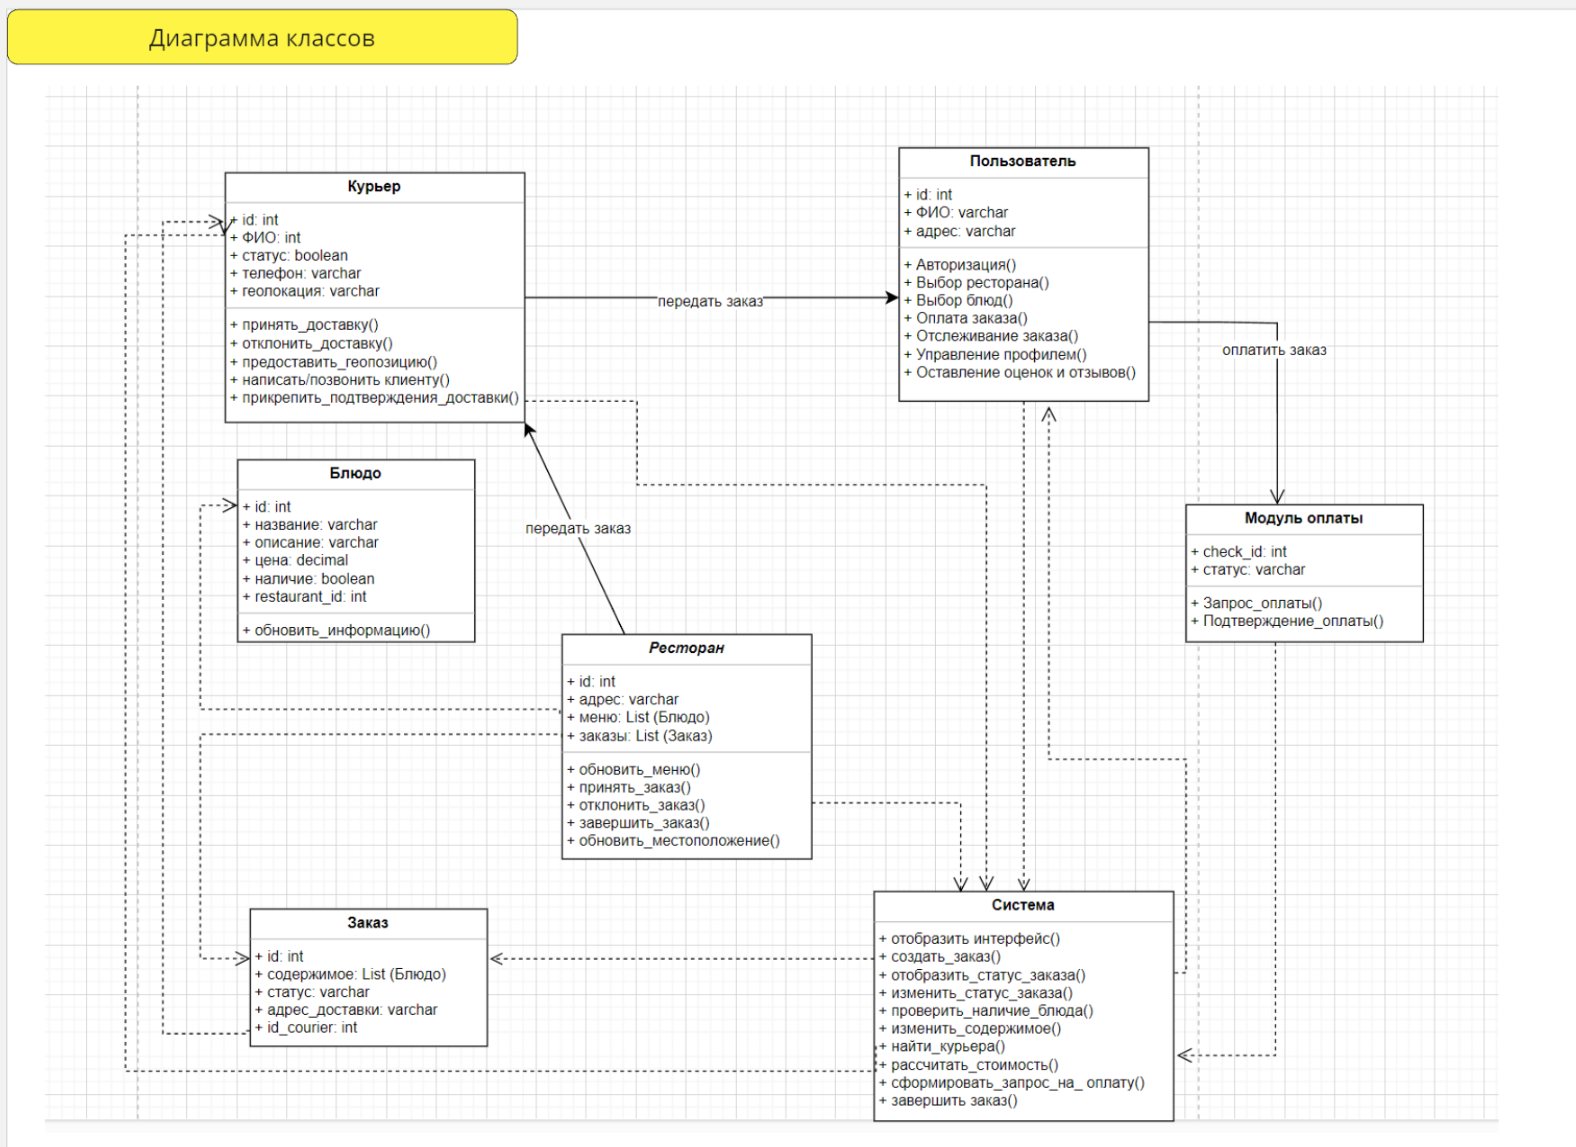 Диаграмма классов
Курьер
+ id: int
+ ФИО: int
+ статус: boolean
+ телефон: varchar
+ геолокация: varchar
+ принять_доставку()
+ отклонить_доставку()
+ предоставить_геопозицию()
+ написать/позвонить клиенту()
+ прикрепить_подтверждения_доставки()
передать заказ
Пользователь
+ id: int
+ ФИО: varchar
+ адрес: varchar
+ Авторизация()
+ Выбор ресторана()
+ Выбор блюд()
+ Оплата заказа()
+ Отслеживание заказа()
+ Управление профилем()
+ Оставление оценок и отзывов()
оплатить заказ
Блюдо
+ id: int
+ название: varchar
+ описание: varchar
+ цена: decimal
+ наличие: boolean
+ restaurant_id: int
+ обновить_информацию()
передать заказ
Модуль оплаты
+ check_id: int
+ статус: varchar
+ Запрос_оплаты()
+ Подтверждение_оплаты()
Ресторан
+ id: int
+ адрес: varchar
+ меню: List (Блюдо)
+ заказы: List (Заказ)
+ обновить_меню()
+ принять_заказ()
+ отклонить_заказ()
+ завершить_заказ()
+ обновить_местоположение()
Заказ
+ id: int
+ содержимое: List (Блюдо)
+ статус: varchar
+ адрес_доставки: varchar
+ id_courier: int
Система
+ отобразить интерфейс()
+ создать_заказ()
+ отобразить_статус_заказа()
+ изменить_статус_заказа()
+ проверить_наличие_блюда()
+ изменить_содержимое()
+ найти_курьера()
+ рассчитать_стоимость()
+ сформировать_запрос_на_ оплату()
+ завершить заказ()